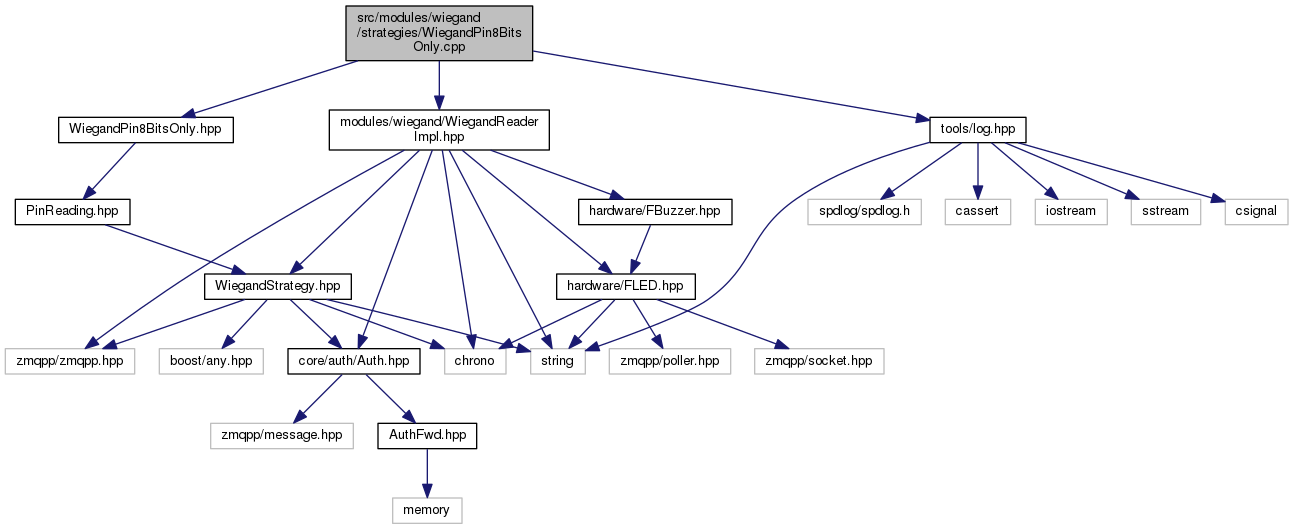 src/modules/wiegand
/strategies/WiegandPin8Bits
Only.cpp
WiegandPin8BitsOnly.hpp
modules/wiegand/WiegandReader
Impl.hpp
tools/log.hpp
PinReading.hpp
hardware/FBuzzer.hpp
spdlog/spdlog.h
cassert
iostream
sstream
csignal
WiegandStrategy.hpp
hardware/FLED.hpp
zmqpp/zmqpp.hpp
boost/any.hpp
core/auth/Auth.hpp
chrono
string
zmqpp/poller.hpp
zmqpp/socket.hpp
zmqpp/message.hpp
AuthFwd.hpp
memory